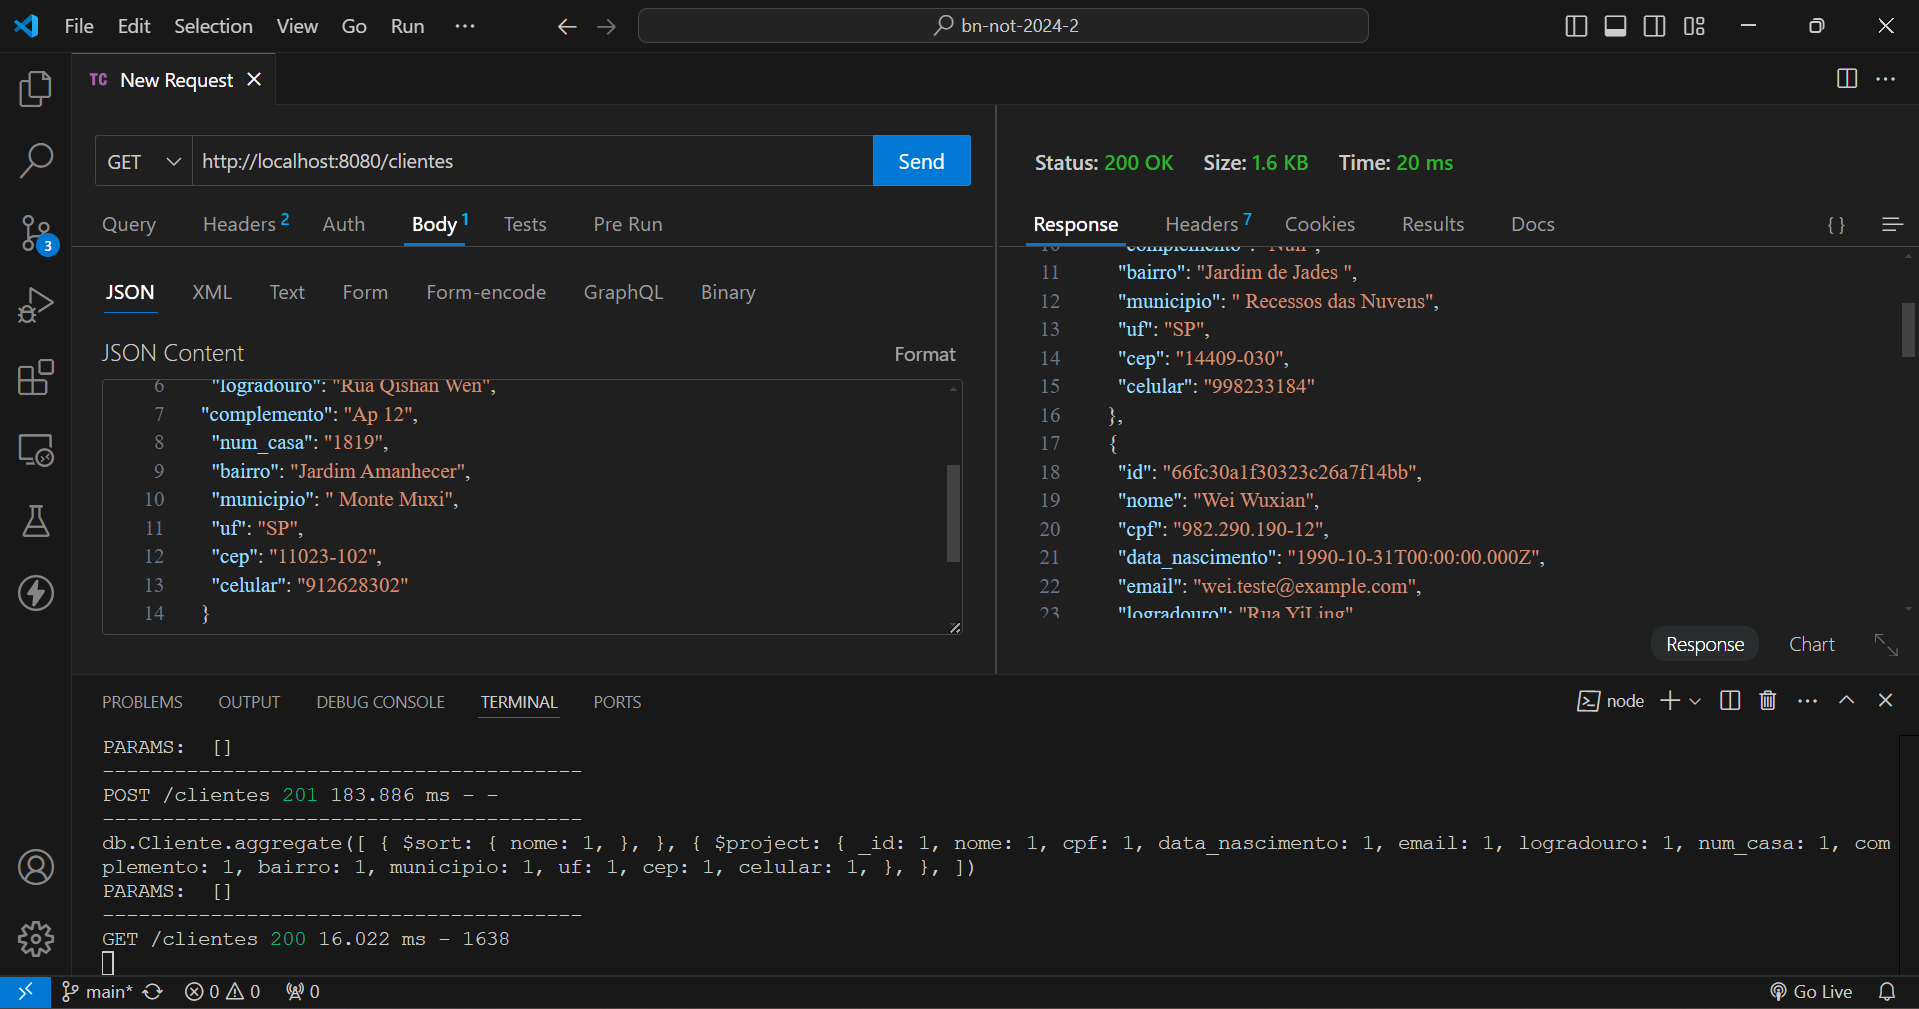 File Edit Selection View Go Run ···
bn-not-2024-2
TC New Request
GET http://localhost:8080/clientes Send
Query Headers 2 Auth Body 1 Tests Pre Run
JSON XML Text Form Form-encode GraphQL Binary
JSON Content Format
6 "logradouro": "Rua Qishan Wen",
7 "complemento": "Ap 12",
8 "num_casa": "1819",
9 "bairro": "Jardim Amanhecer",
10 "municipio": " Monte Muxi",
11 "uf": "SP",
12 "cep": "11023-102",
13 "celular": "912628302"
14 }
Status: 200 OK Size: 1.6 KB Time: 20 ms
Response Headers 7 Cookies Results Docs { }
10 "complemento": "Null",
11 "bairro": "Jardim de Jades ",
12 "municipio": " Recessos das Nuvens",
13 "uf": "SP",
14 "cep": "14409-030",
15 "celular": "998233184"
16 },
17 {
18 "id": "66fc30a1f30323c26a7f14bb",
19 "nome": "Wei Wuxian",
20 "cpf": "982.290.190-12",
21 "data_nascimento": "1990-10-31T00:00:00.000Z",
22 "email": "wei.teste@example.com",
23 "logradouro": "Rua YiLing"
Response Chart
3
PROBLEMS OUTPUT DEBUG CONSOLE TERMINAL PORTS
node
PARAMS: []
----------------------------------------
POST /clientes 201 183.886 ms - -
----------------------------------------
db.Cliente.aggregate([ { $sort: { nome: 1, }, }, { $project: { _id: 1, nome: 1, cpf: 1, data_nascimento: 1, email: 1, logradouro: 1, num_casa: 1, com
plemento: 1, bairro: 1, municipio: 1, uf: 1, cep: 1, celular: 1, }, }, ])
PARAMS: []
----------------------------------------
GET /clientes 200 16.022 ms - 1638
main* 0 0 0 Go Live